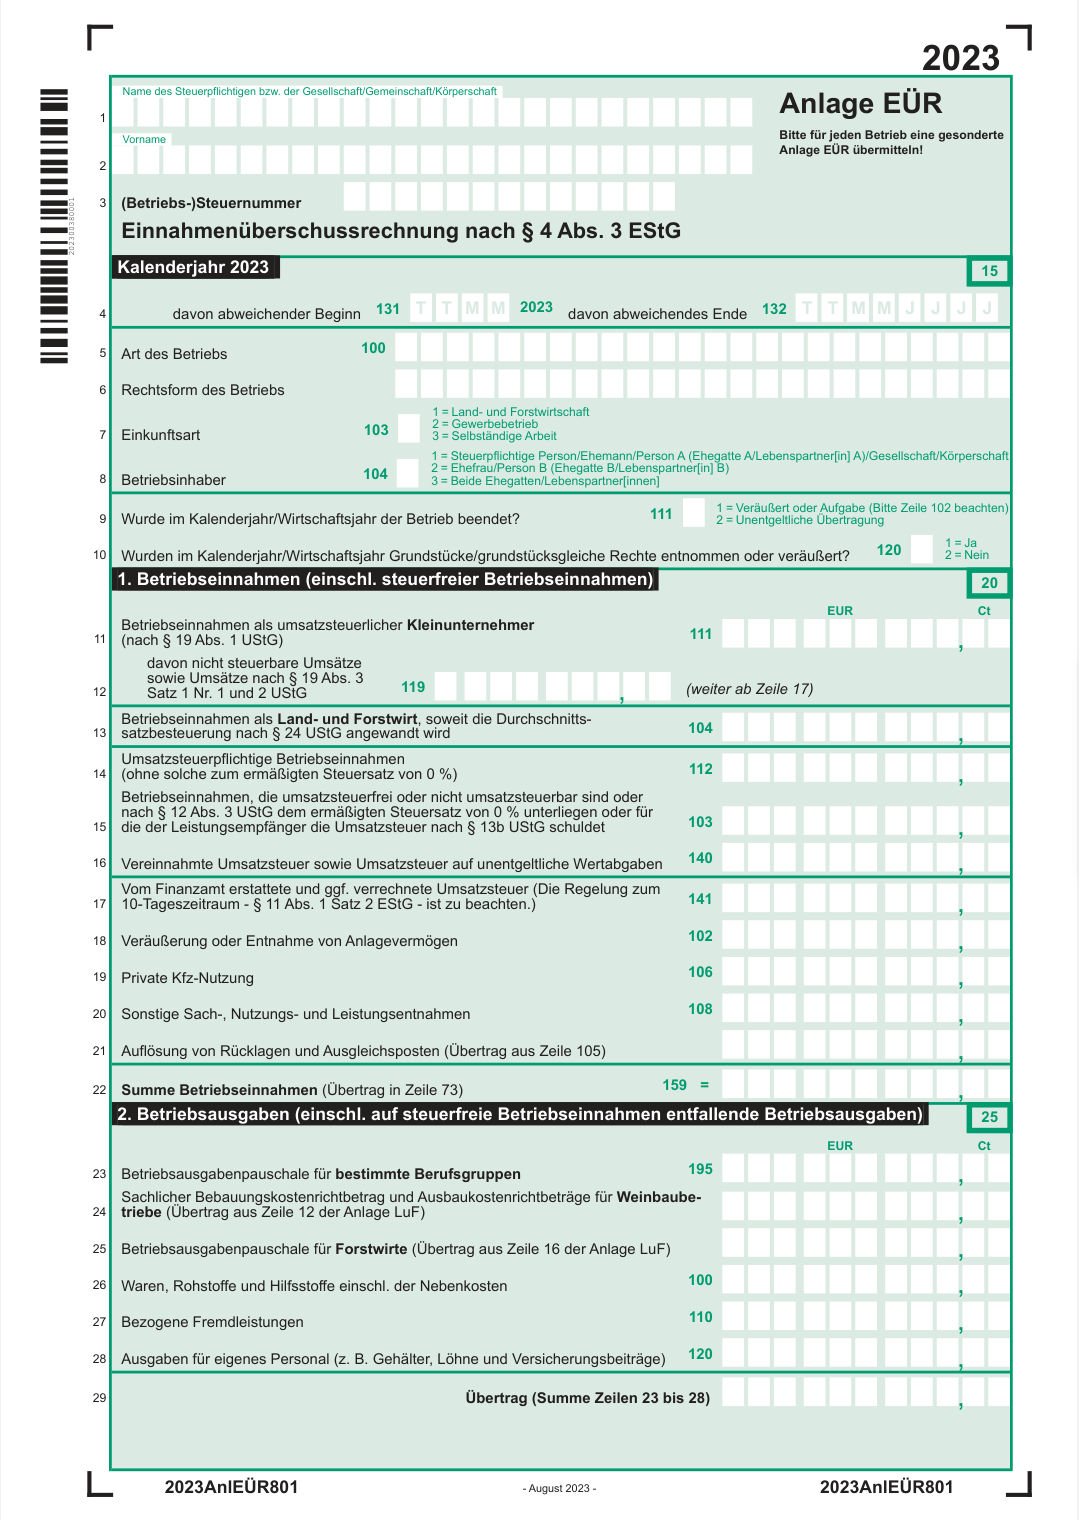 2023
Name des Steuerpflichtigen bzw. der Gesellschaft/Gemeinschaft/Körperschaft
Anlage EÜR
1
Bitte für jeden Betrieb eine gesonderte
Anlage EÜR übermitteln!
Vorname
2
3 (Betriebs-)Steuernummer
202300380001
Einnahmenüberschussrechnung nach § 4 Abs. 3 EStG
Kalenderjahr 2023 15
4 davon abweichender Beginn 131 T T M M 2023 davon abweichendes Ende 132 T T M M J J J J
5 Art des Betriebs 100
6 Rechtsform des Betriebs
7 Einkunftsart 103
1 = Land- und Forstwirtschaft
2 = Gewerbebetrieb
3 = Selbständige Arbeit
8 Betriebsinhaber 104
1 = Steuerpflichtige Person/Ehemann/Person A (Ehegatte A/Lebenspartner[in] A)/Gesellschaft/Körperschaft
2 = Ehefrau/Person B (Ehegatte B/Lebenspartner[in] B)
3 = Beide Ehegatten/Lebenspartner[innen]
9 Wurde im Kalenderjahr/Wirtschaftsjahr der Betrieb beendet? 111
1 = Veräußert oder Aufgabe (Bitte Zeile 102 beachten)
2 = Unentgeltliche Übertragung
10 Wurden im Kalenderjahr/Wirtschaftsjahr Grundstücke/grundstücksgleiche Rechte entnommen oder veräußert? 120
1 = Ja
2 = Nein
1. Betriebseinnahmen (einschl. steuerfreier Betriebseinnahmen) 20
EUR Ct
Betriebseinnahmen als umsatzsteuerlicher Kleinunternehmer
11 (nach § 19 Abs. 1 UStG) 111 ,
davon nicht steuerbare Umsätze
sowie Umsätze nach § 19 Abs. 3
12 Satz 1 Nr. 1 und 2 UStG 119 , (weiter ab Zeile 17)
Betriebseinnahmen als Land- und Forstwirt, soweit die Durchschnitts-
13 satzbesteuerung nach § 24 UStG angewandt wird 104 ,
Umsatzsteuerpflichtige Betriebseinnahmen
14 (ohne solche zum ermäßigten Steuersatz von 0 %) 112 ,
Betriebseinnahmen, die umsatzsteuerfrei oder nicht umsatzsteuerbar sind oder
nach § 12 Abs. 3 UStG dem ermäßigten Steuersatz von 0 % unterliegen oder für
15 die der Leistungsempfänger die Umsatzsteuer nach § 13b UStG schuldet 103 ,
16 Vereinnahmte Umsatzsteuer sowie Umsatzsteuer auf unentgeltliche Wertabgaben 140 ,
Vom Finanzamt erstattete und ggf. verrechnete Umsatzsteuer (Die Regelung zum
17 10-Tageszeitraum - § 11 Abs. 1 Satz 2 EStG - ist zu beachten.) 141 ,
18 Veräußerung oder Entnahme von Anlagevermögen 102 ,
19 Private Kfz-Nutzung 106 ,
20 Sonstige Sach-, Nutzungs- und Leistungsentnahmen 108 ,
21 Auflösung von Rücklagen und Ausgleichsposten (Übertrag aus Zeile 105) ,
22 Summe Betriebseinnahmen (Übertrag in Zeile 73) 159 = ,
2. Betriebsausgaben (einschl. auf steuerfreie Betriebseinnahmen entfallende Betriebsausgaben) 25
EUR Ct
23 Betriebsausgabenpauschale für bestimmte Berufsgruppen 195 ,
Sachlicher Bebauungskostenrichtbetrag und Ausbaukostenrichtbeträge für Weinbaube-
24 triebe (Übertrag aus Zeile 12 der Anlage LuF) ,
25 Betriebsausgabenpauschale für Forstwirte (Übertrag aus Zeile 16 der Anlage LuF) ,
26 Waren, Rohstoffe und Hilfsstoffe einschl. der Nebenkosten 100 ,
27 Bezogene Fremdleistungen 110 ,
28 Ausgaben für eigenes Personal (z. B. Gehälter, Löhne und Versicherungsbeiträge) 120 ,
29 Übertrag (Summe Zeilen 23 bis 28) ,
2023AnlEÜR801 - August 2023 - 2023AnlEÜR801